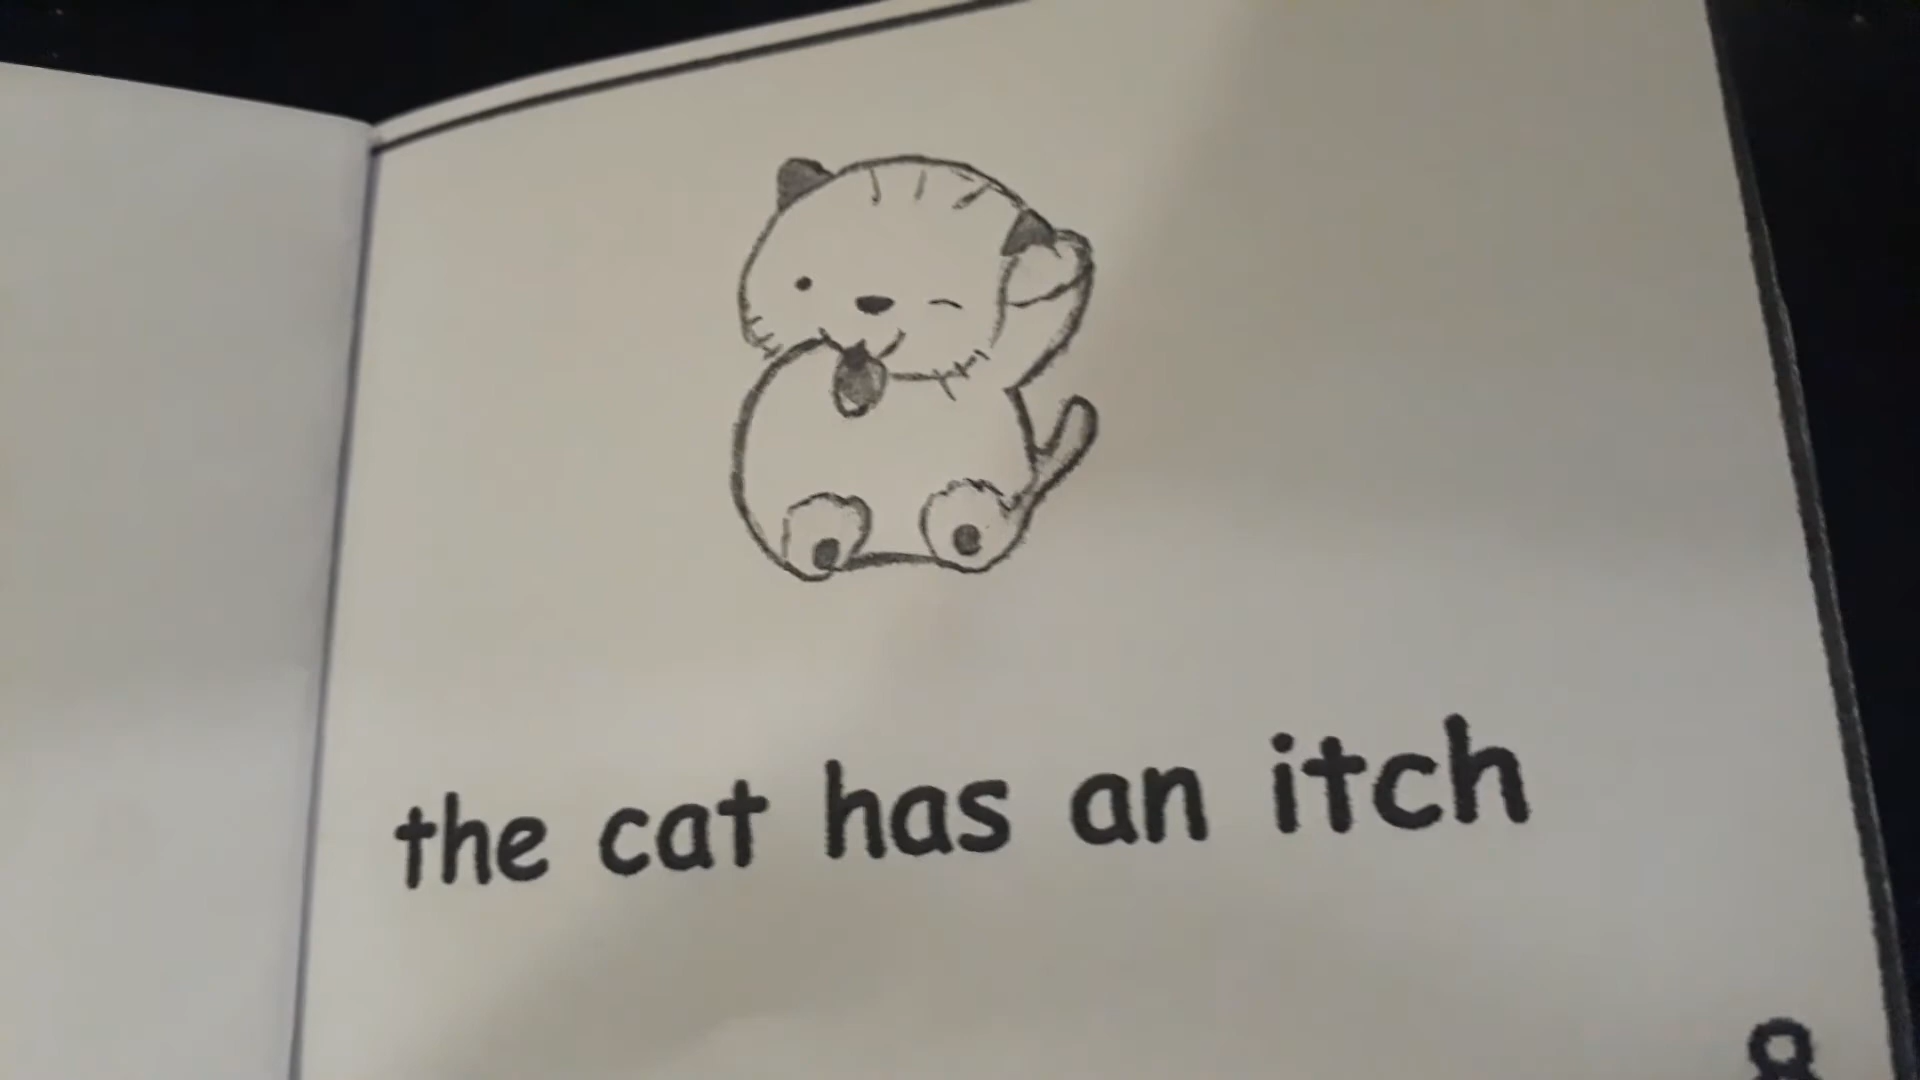 the cat has an itch
8